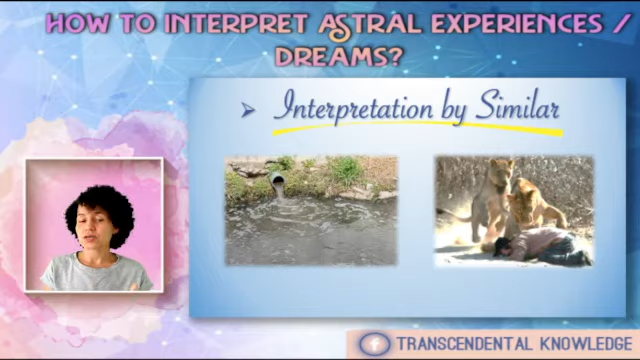 HOW TO INTERPRET ASTRAL EXPERIENCES /
DREAMS?
Interpretation by Similar
TRANSCENDENTAL KNOWLEDGE